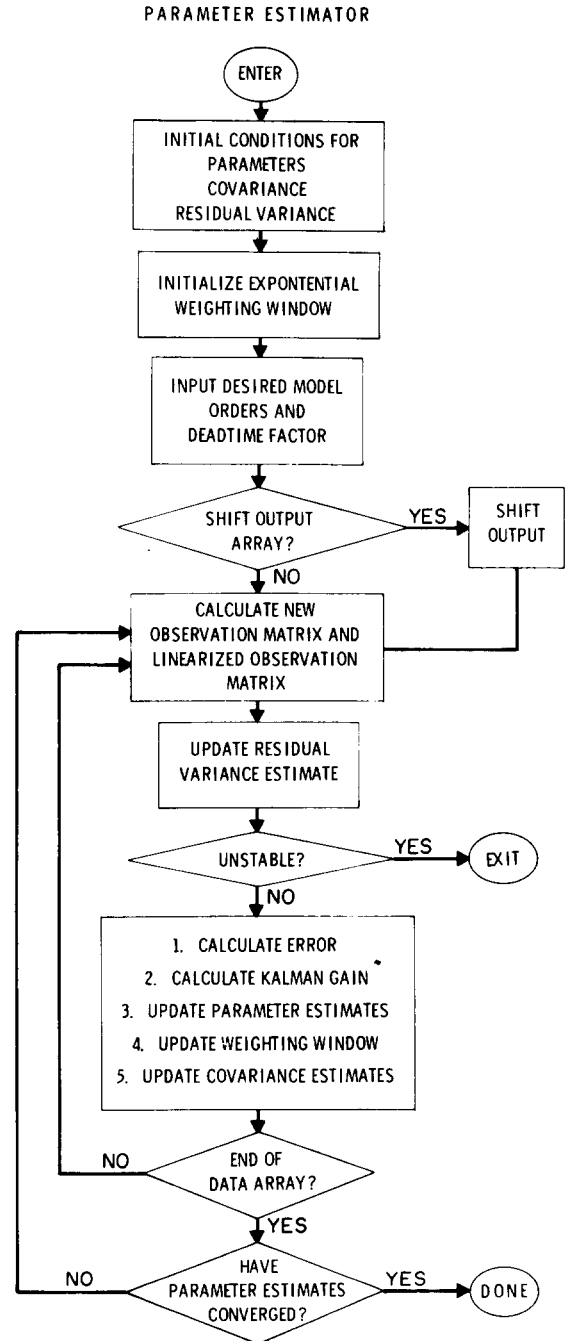 PARAMETER ESTIMATOR
ENTER
INITIAL CONDITIONS FOR
PARAMETERS
COVARIANCE
RESIDUAL VARIANCE
INITIALIZE EXPONTENTIAL
WEIGHTING WINDOW
INPUT DESIRED MODEL
ORDERS AND
DEADTIME FACTOR
SHIFT OUTPUT
ARRAY?
YES
SHIFT
OUTPUT
NO
CALCULATE NEW
OBSERVATION MATRIX AND
LINEARIZED OBSERVATION
MATRIX
UPDATE RESIDUAL
VARIANCE ESTIMATE
UNSTABLE?
YES
EXIT
NO
1. CALCULATE ERROR
2. CALCULATE KALMAN GAIN
3. UPDATE PARAMETER ESTIMATES
4. UPDATE WEIGHTING WINDOW
5. UPDATE COVARIANCE ESTIMATES
NO
END OF
DATA ARRAY?
YES
NO
HAVE
PARAMETER ESTIMATES
CONVERGED?
YES
DONE